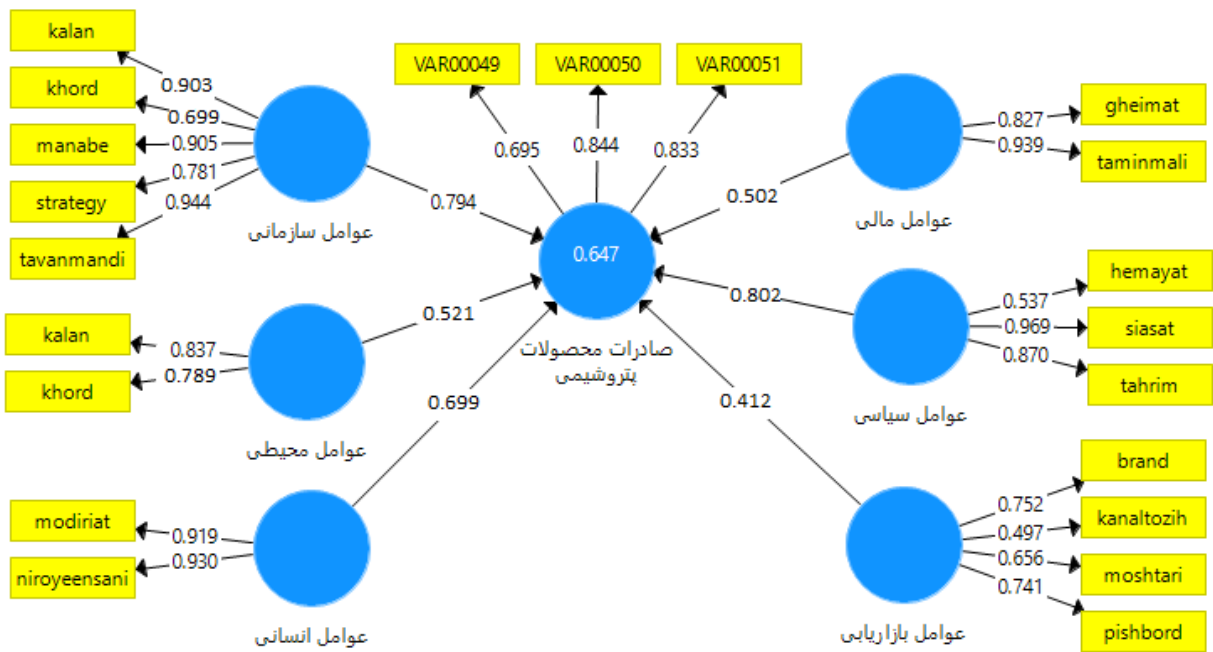 kalan
khord
manabe
strategy
tavanmandi
0.903
0.699
0.905
0.781
0.944
عوامل سازمانی
0.794
VAR00049
VAR00050
VAR00051
0.695
0.844
0.833
0.647
صادرات محصولات
پتروشیمی
gheimat
taminmali
0.827
0.939
عوامل مالی
0.502
kalan
khord
0.837
0.789
عوامل محیطی
0.521
hemayat
siasat
tahrim
0.537
0.969
0.870
عوامل سیاسی
0.802
modiriat
niroyeensani
0.919
0.930
عوامل انسانی
0.699
brand
kanaltozih
moshtari
pishbord
0.752
0.497
0.656
0.741
عوامل بازاریابی
0.412